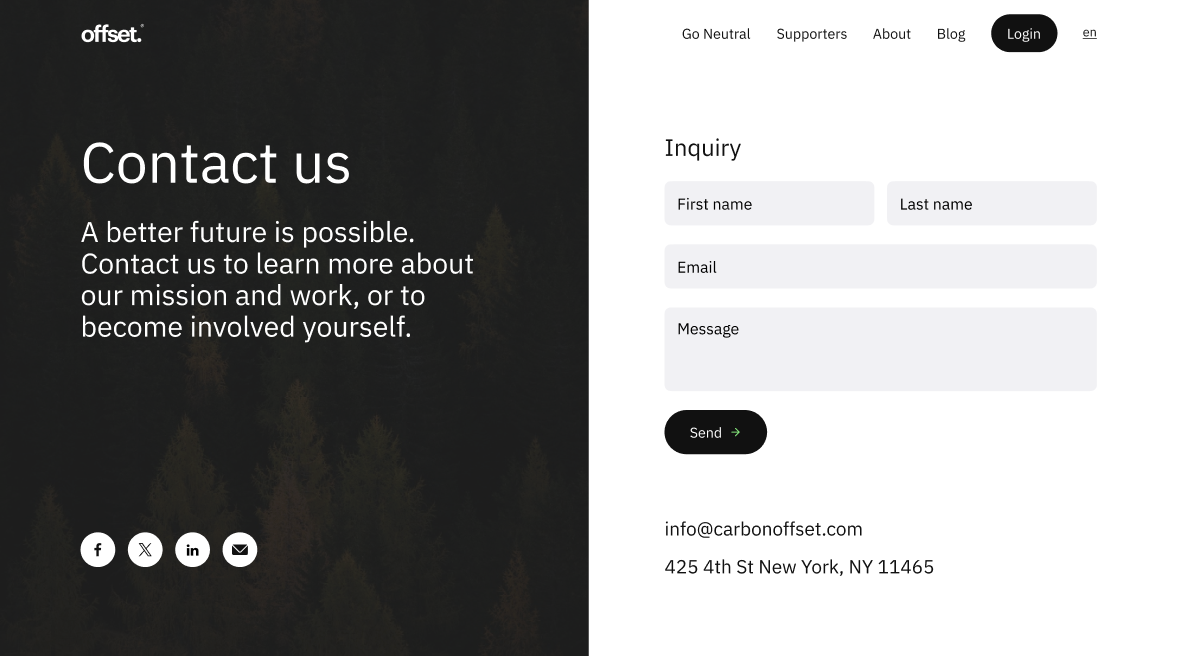 offset.
Go Neutral
Supporters
About
Blog
Login
en
Contact us
A better future is possible.
Contact us to learn more about
our mission and work, or to
become involved yourself.
Inquiry
First name
Last name
Email
Message
Send →
info@carbonoffset.com
425 4th St New York, NY 11465